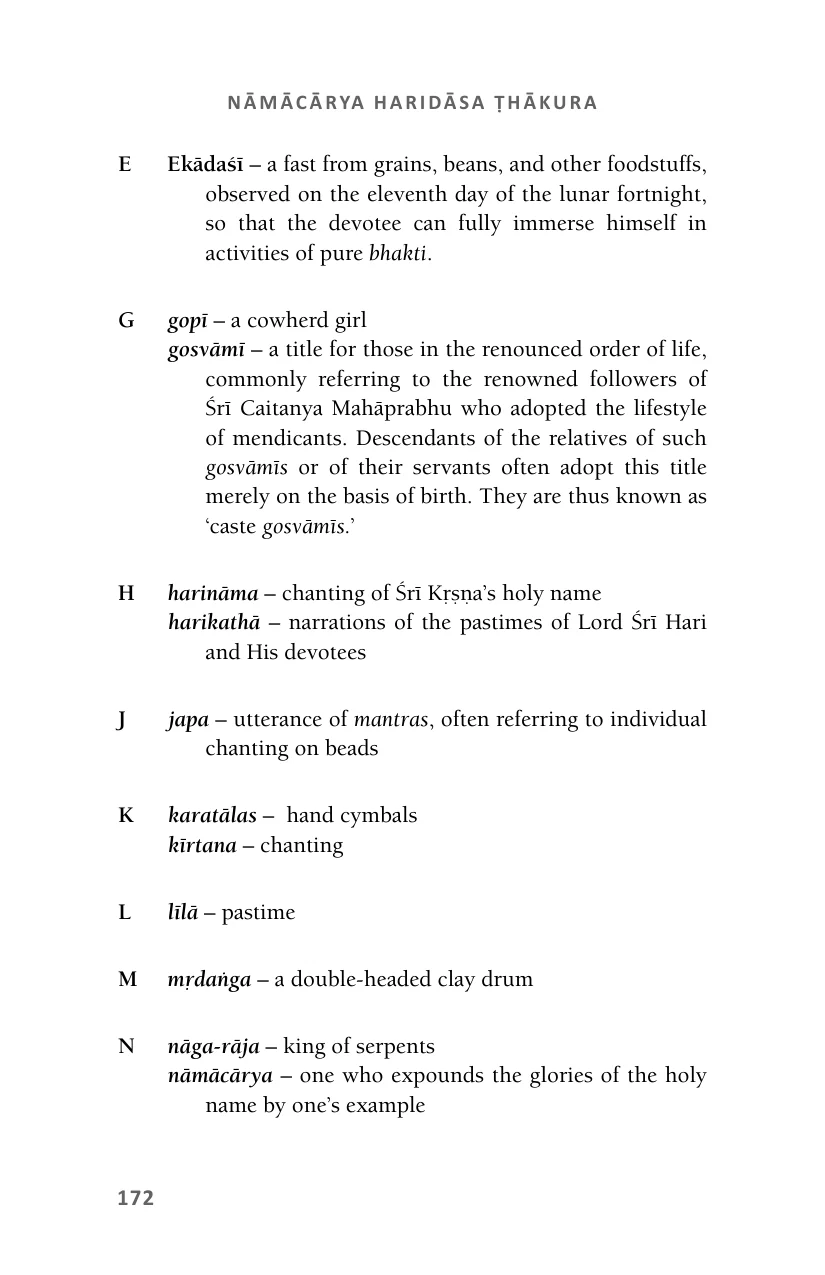 NĀMĀCĀRYA HARIDĀSA ṬHĀKURA
E Ekādaśī – a fast from grains, beans, and other foodstuffs,
observed on the eleventh day of the lunar fortnight,
so that the devotee can fully immerse himself in
activities of pure bhakti.
G gopī – a cowherd girl
gosvāmī – a title for those in the renounced order of life,
commonly referring to the renowned followers of
Śrī Caitanya Mahāprabhu who adopted the lifestyle
of mendicants. Descendants of the relatives of such
gosvāmīs or of their servants often adopt this title
merely on the basis of birth. They are thus known as
‘caste gosvāmīs.’
H harināma – chanting of Śrī Kṛṣṇa’s holy name
harikathā – narrations of the pastimes of Lord Śrī Hari
and His devotees
J japa – utterance of mantras, often referring to individual
chanting on beads
K karatālas – hand cymbals
kīrtana – chanting
L līlā – pastime
M mṛdaṅga – a double-headed clay drum
N nāga-rāja – king of serpents
nāmācārya – one who expounds the glories of the holy
name by one’s example
172